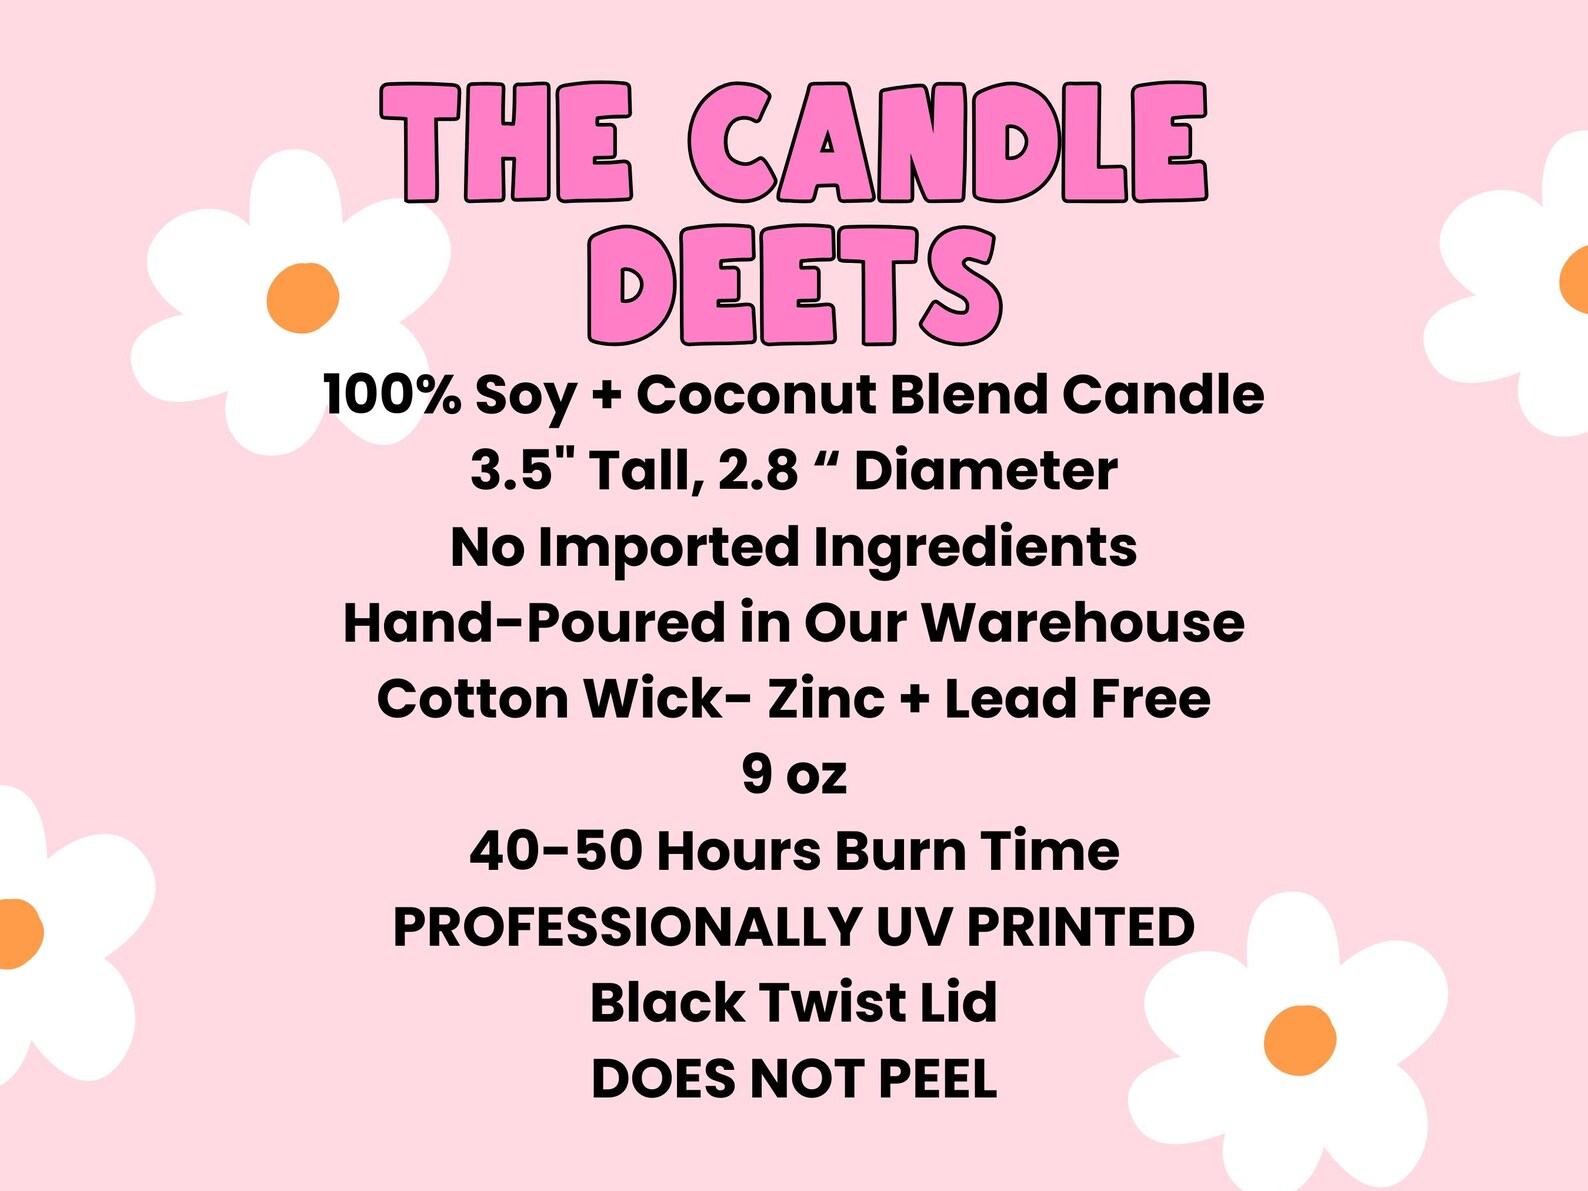 THE CANDLE
DEETS
100% Soy + Coconut Blend Candle
3.5" Tall, 2.8 “ Diameter
No Imported Ingredients
Hand-Poured in Our Warehouse
Cotton Wick- Zinc + Lead Free
9 oz
40-50 Hours Burn Time
PROFESSIONALLY UV PRINTED
Black Twist Lid
DOES NOT PEEL